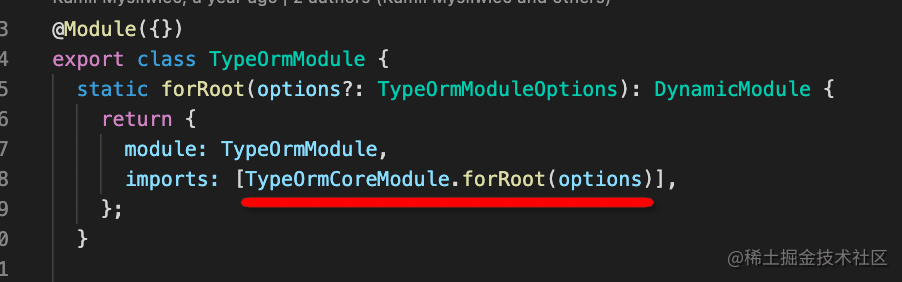 Kamil Mysliwiec, a year ago | 2 authors (Kamil Mysliwiec and others)
3 @Module({})
4 export class TypeOrmModule {
5 static forRoot(options?: TypeOrmModuleOptions): DynamicModule {
6 return {
7 module: TypeOrmModule,
8 imports: [TypeOrmCoreModule.forRoot(options)],
9 };
0 }
1
@稀土掘金技术社区